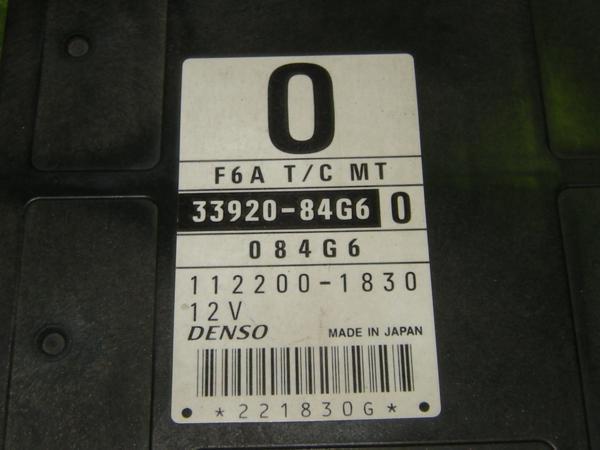 0
F6A T/C MT
33920-84G6 0
084G6
112200-1830
12V
DENSO MADE IN JAPAN
*221830G*